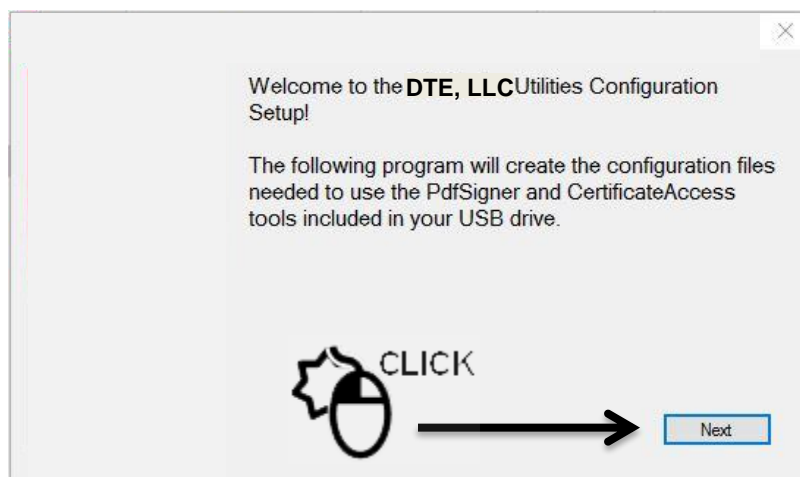 Welcome to the DTE, LLC Utilities Configuration
Setup!
The following program will create the configuration files
needed to use the PdfSigner and CertificateAccess
tools included in your USB drive.
CLICK
Next